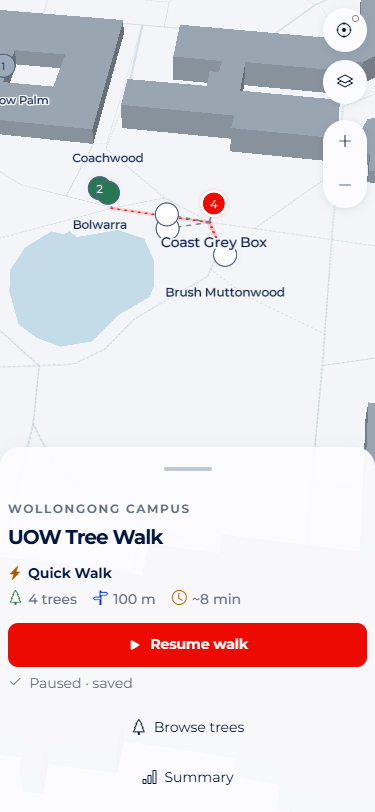 1
ow Palm
Coachwood
2
4
Bolwarra
Coast Grey Box
Brush Muttonwood
WOLLONGONG CAMPUS
UOW Tree Walk
Quick Walk
4 trees 100 m ~8 min
Resume walk
Paused · saved
Browse trees
Summary